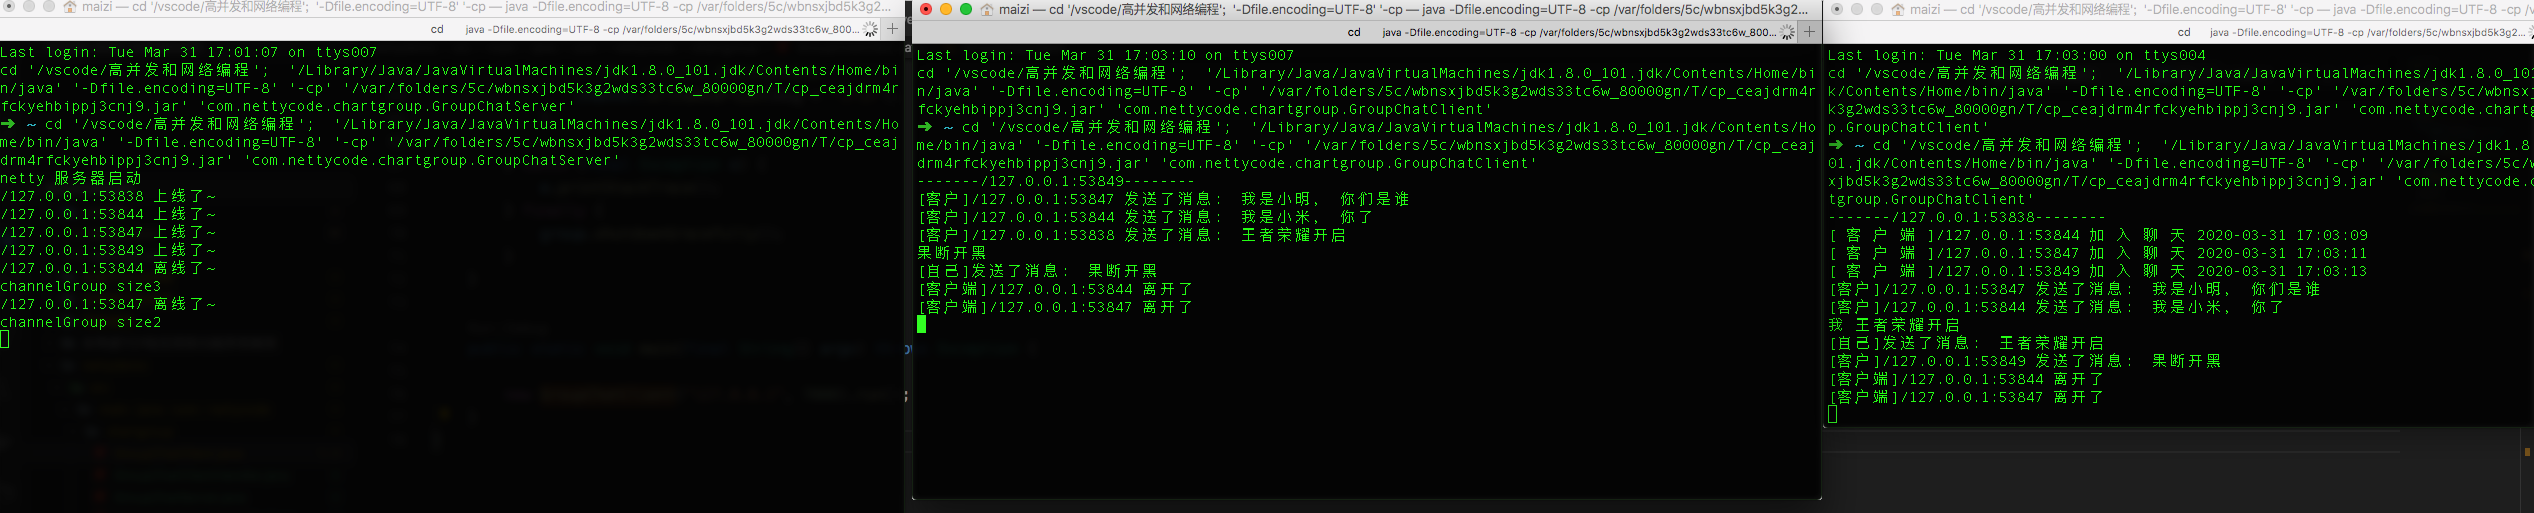 maizi — cd '/vscode/高并发和网络编程'; '-Dfile.encoding=UTF-8' '-cp — java -Dfile.encoding=UTF-8 -cp /var/folders/5c/wbnsxjbd5k3g2...
cd
java -Dfile.encoding=UTF-8 -cp /var/folders/5c/wbnsxjbd5k3g2wds33tc6w_800...
Last login: Tue Mar 31 17:01:07 on ttys007
cd '/vscode/高并发和网络编程';  '/Library/Java/JavaVirtualMachines/jdk1.8.0_101.jdk/Contents/Home/bi
n/java' '-Dfile.encoding=UTF-8' '-cp' '/var/folders/5c/wbnsxjbd5k3g2wds33tc6w_80000gn/T/cp_ceajdrm4r
fckyehbippj3cnj9.jar' 'com.nettycode.chartgroup.GroupChatServer'
➜  ~ cd '/vscode/高并发和网络编程';  '/Library/Java/JavaVirtualMachines/jdk1.8.0_101.jdk/Contents/Ho
me/bin/java' '-Dfile.encoding=UTF-8' '-cp' '/var/folders/5c/wbnsxjbd5k3g2wds33tc6w_80000gn/T/cp_ceaj
drm4rfckyehbippj3cnj9.jar' 'com.nettycode.chartgroup.GroupChatServer'
netty 服务器启动
/127.0.0.1:53838 上线了~
/127.0.0.1:53844 上线了~
/127.0.0.1:53847 上线了~
/127.0.0.1:53849 上线了~
/127.0.0.1:53844 离线了~
channelGroup size3
/127.0.0.1:53847 离线了~
channelGroup size2
maizi — cd '/vscode/高并发和网络编程'; '-Dfile.encoding=UTF-8' '-cp — java -Dfile.encoding=UTF-8 -cp /var/folders/5c/wbnsxjbd5k3g2...
cd
java -Dfile.encoding=UTF-8 -cp /var/folders/5c/wbnsxjbd5k3g2wds33tc6w_800...
Last login: Tue Mar 31 17:03:10 on ttys007
cd '/vscode/高并发和网络编程';  '/Library/Java/JavaVirtualMachines/jdk1.8.0_101.jdk/Contents/Home/bi
n/java' '-Dfile.encoding=UTF-8' '-cp' '/var/folders/5c/wbnsxjbd5k3g2wds33tc6w_80000gn/T/cp_ceajdrm4r
fckyehbippj3cnj9.jar' 'com.nettycode.chartgroup.GroupChatClient'
➜  ~ cd '/vscode/高并发和网络编程';  '/Library/Java/JavaVirtualMachines/jdk1.8.0_101.jdk/Contents/Ho
me/bin/java' '-Dfile.encoding=UTF-8' '-cp' '/var/folders/5c/wbnsxjbd5k3g2wds33tc6w_80000gn/T/cp_ceaj
drm4rfckyehbippj3cnj9.jar' 'com.nettycode.chartgroup.GroupChatClient'
-------/127.0.0.1:53849--------
[客户]/127.0.0.1:53847 发送了消息： 我是小明， 你们是谁
[客户]/127.0.0.1:53844 发送了消息： 我是小米， 你了
[客户]/127.0.0.1:53838 发送了消息： 王者荣耀开启
果断开黑
[自己]发送了消息： 果断开黑
[客户端]/127.0.0.1:53844 离开了
[客户端]/127.0.0.1:53847 离开了
maizi — cd '/vscode/高并发和网络编程'; '-Dfile.encoding=UTF-8' '-cp — java -Dfile.encoding=UTF-8
cd
java -Dfile.encoding=UTF-8 -cp /var/folders/5c/wbnsxjbd5k3g2...
Last login: Tue Mar 31 17:03:00 on ttys004
cd '/vscode/高并发和网络编程';  '/Library/Java/JavaVirtualMachines/jdk1.8.0_101
k/Contents/Home/bin/java' '-Dfile.encoding=UTF-8' '-cp' '/var/folders/5c/wbnsx
k3g2wds33tc6w_80000gn/T/cp_ceajdrm4rfckyehbippj3cnj9.jar' 'com.nettycode.chart
p.GroupChatClient'
➜  ~ cd '/vscode/高并发和网络编程';  '/Library/Java/JavaVirtualMachines/jdk1.8
01.jdk/Contents/Home/bin/java' '-Dfile.encoding=UTF-8' '-cp' '/var/folders/5c/w
xjbd5k3g2wds33tc6w_80000gn/T/cp_ceajdrm4rfckyehbippj3cnj9.jar' 'com.nettycode.c
tgroup.GroupChatClient'
-------/127.0.0.1:53838--------
[ 客 户 端 ]/127.0.0.1:53844 加 入 聊 天 2020-03-31 17:03:09
[ 客 户 端 ]/127.0.0.1:53847 加 入 聊 天 2020-03-31 17:03:11
[ 客 户 端 ]/127.0.0.1:53849 加 入 聊 天 2020-03-31 17:03:13
[客户]/127.0.0.1:53847 发送了消息： 我是小明， 你们是谁
[客户]/127.0.0.1:53844 发送了消息： 我是小米， 你了
我 王者荣耀开启
[自己]发送了消息： 王者荣耀开启
[客户]/127.0.0.1:53849 发送了消息： 果断开黑
[客户端]/127.0.0.1:53844 离开了
[客户端]/127.0.0.1:53847 离开了